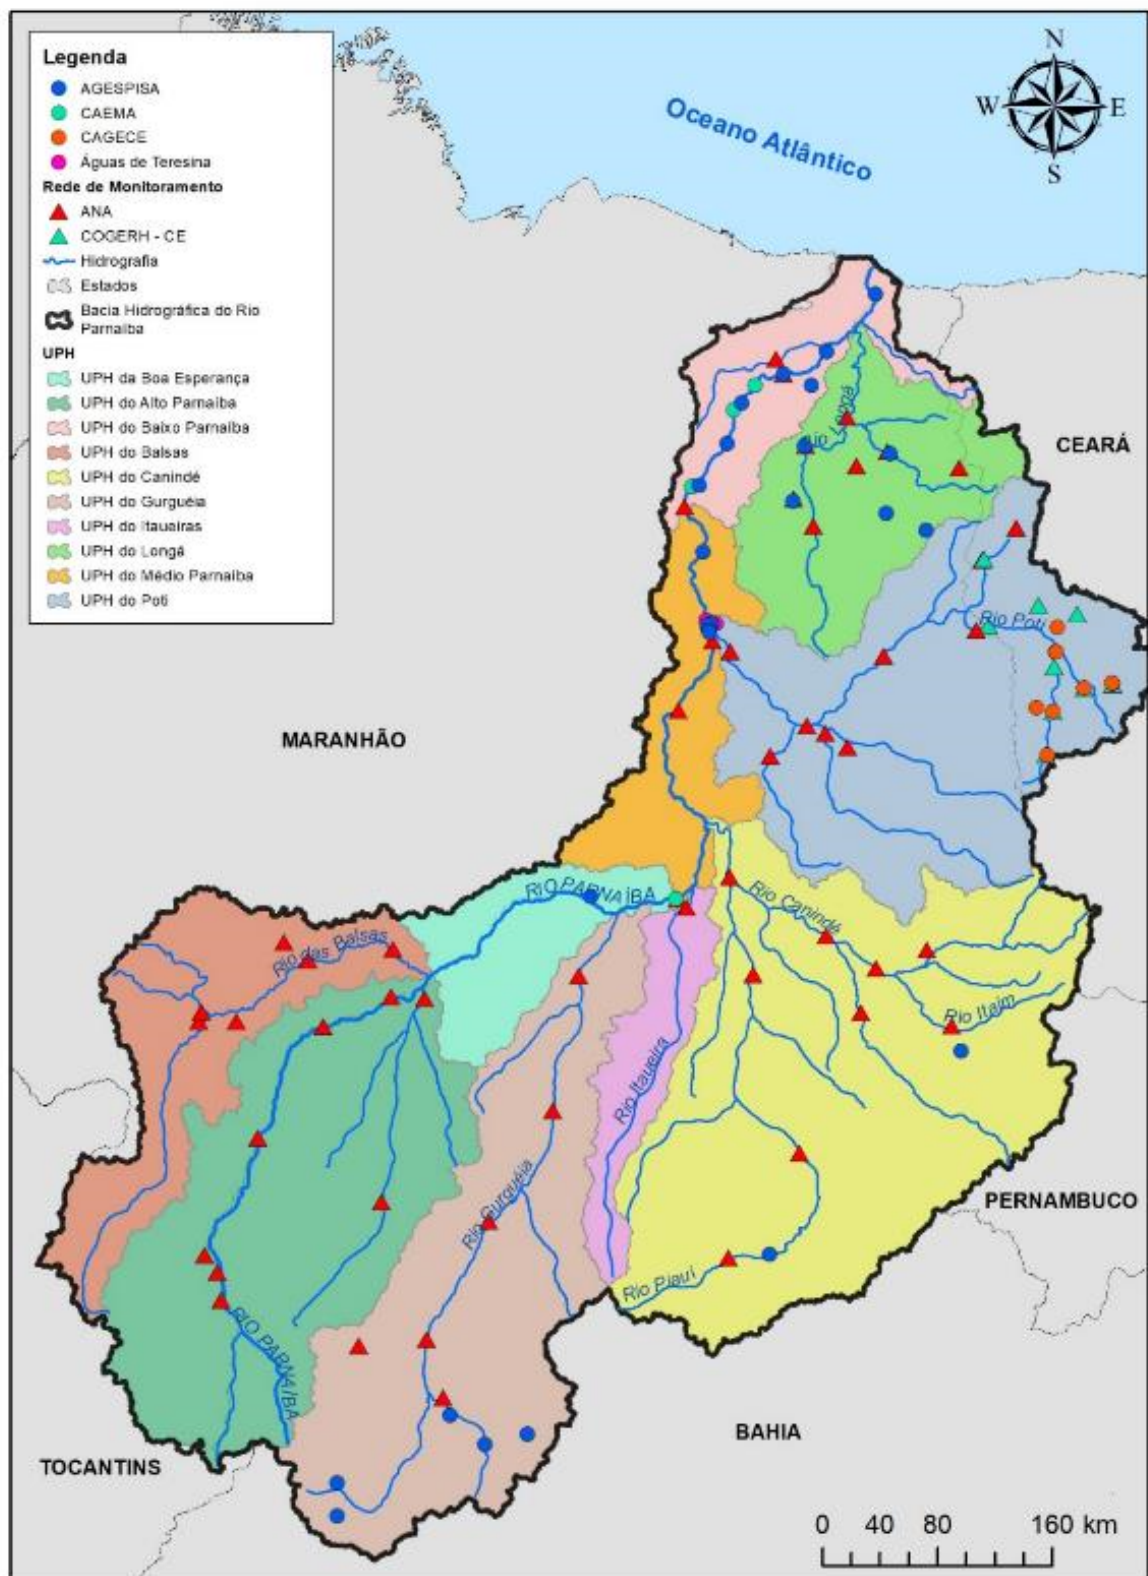 Legenda
AGESPISA
CAEMA
CAGECE
Águas de Teresina
Rede de Monitoramento
ANA
COGERH - CE
Hidrografia
Estados
Bacia Hidrográfica do Rio
Parnaíba
UPH
UPH da Boa Esperança
UPH do Alto Parnaíba
UPH do Baixo Parnaíba
UPH do Balsas
UPH do Canindé
UPH do Gurguéia
UPH do Itaueiras
UPH do Longá
UPH do Médio Parnaíba
UPH do Poti
Oceano Atlântico
N
W
E
S
CEARÁ
Rio Longá
Rio Poti
MARANHÃO
RIO PARNAÍBA
Rio Canindé
Rio das Balsas
Rio Itaim
Rio Itaueira
Rio Gurguéia
PERNAMBUCO
Rio Piauí
RIO PARNAÍBA
BAHIA
TOCANTINS
0 40 80 160 km